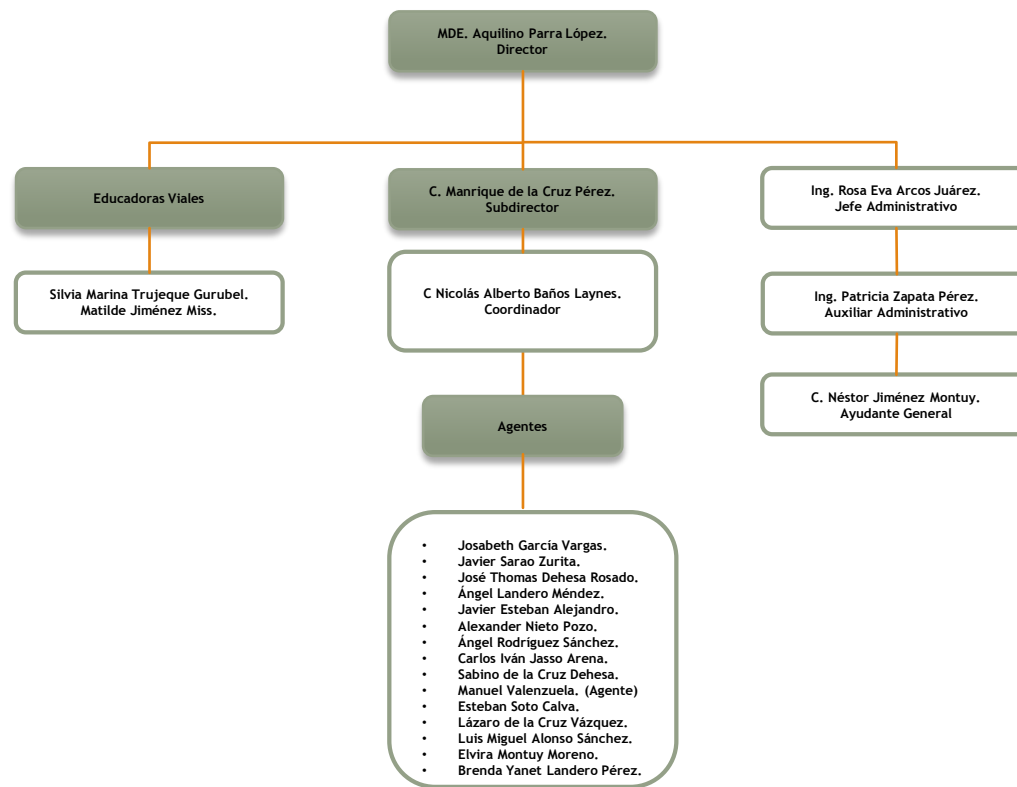 MDE. Aquilino Parra López.
Director
Educadoras Viales
C. Manrique de la Cruz Pérez.
Subdirector
Ing. Rosa Eva Arcos Juárez.
Jefe Administrativo
Silvia Marina Trujeque Gurubel.
Matilde Jiménez Miss.
C Nicolás Alberto Baños Laynes.
Coordinador
Ing. Patricia Zapata Pérez.
Auxiliar Administrativo
C. Néstor Jiménez Montuy.
Ayudante General
Agentes
• Josabeth García Vargas.
• Javier Sarao Zurita.
• José Thomas Dehesa Rosado.
• Ángel Landero Méndez.
• Javier Esteban Alejandro.
• Alexander Nieto Pozo.
• Ángel Rodríguez Sánchez.
• Carlos Iván Jasso Arena.
• Sabino de la Cruz Dehesa.
• Manuel Valenzuela. (Agente)
• Esteban Soto Calva.
• Lázaro de la Cruz Vázquez.
• Luis Miguel Alonso Sánchez.
• Elvira Montuy Moreno.
• Brenda Yanet Landero Pérez.